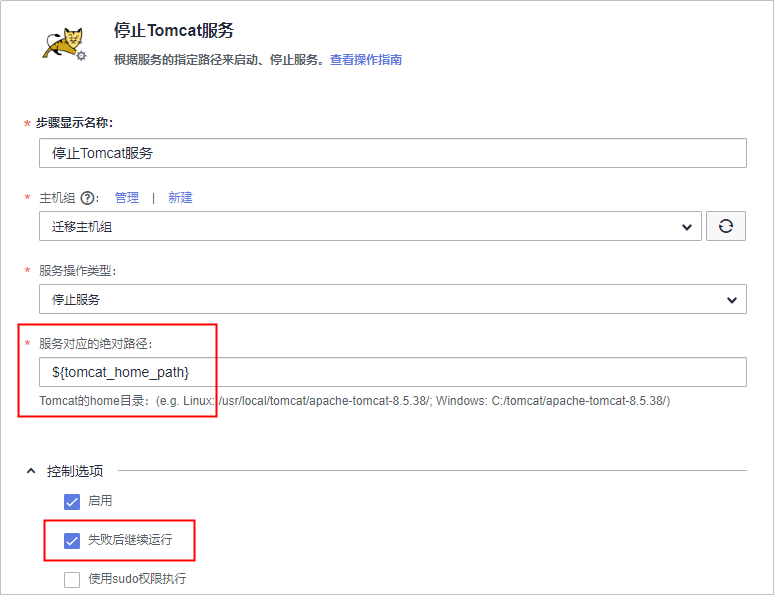 停止Tomcat服务
根据服务的指定路径来启动、停止服务。查看操作指南
* 步骤显示名称：
停止Tomcat服务
* 主机组 ?： 管理 | 新建
迁移主机组
* 服务操作类型：
停止服务
* 服务对应的绝对路径：
${tomcat_home_path}
Tomcat的home目录：(e.g. Linux: /usr/local/tomcat/apache-tomcat-8.5.38/; Windows: C:/tomcat/apache-tomcat-8.5.38/)
控制选项
启用
失败后继续运行
使用sudo权限执行